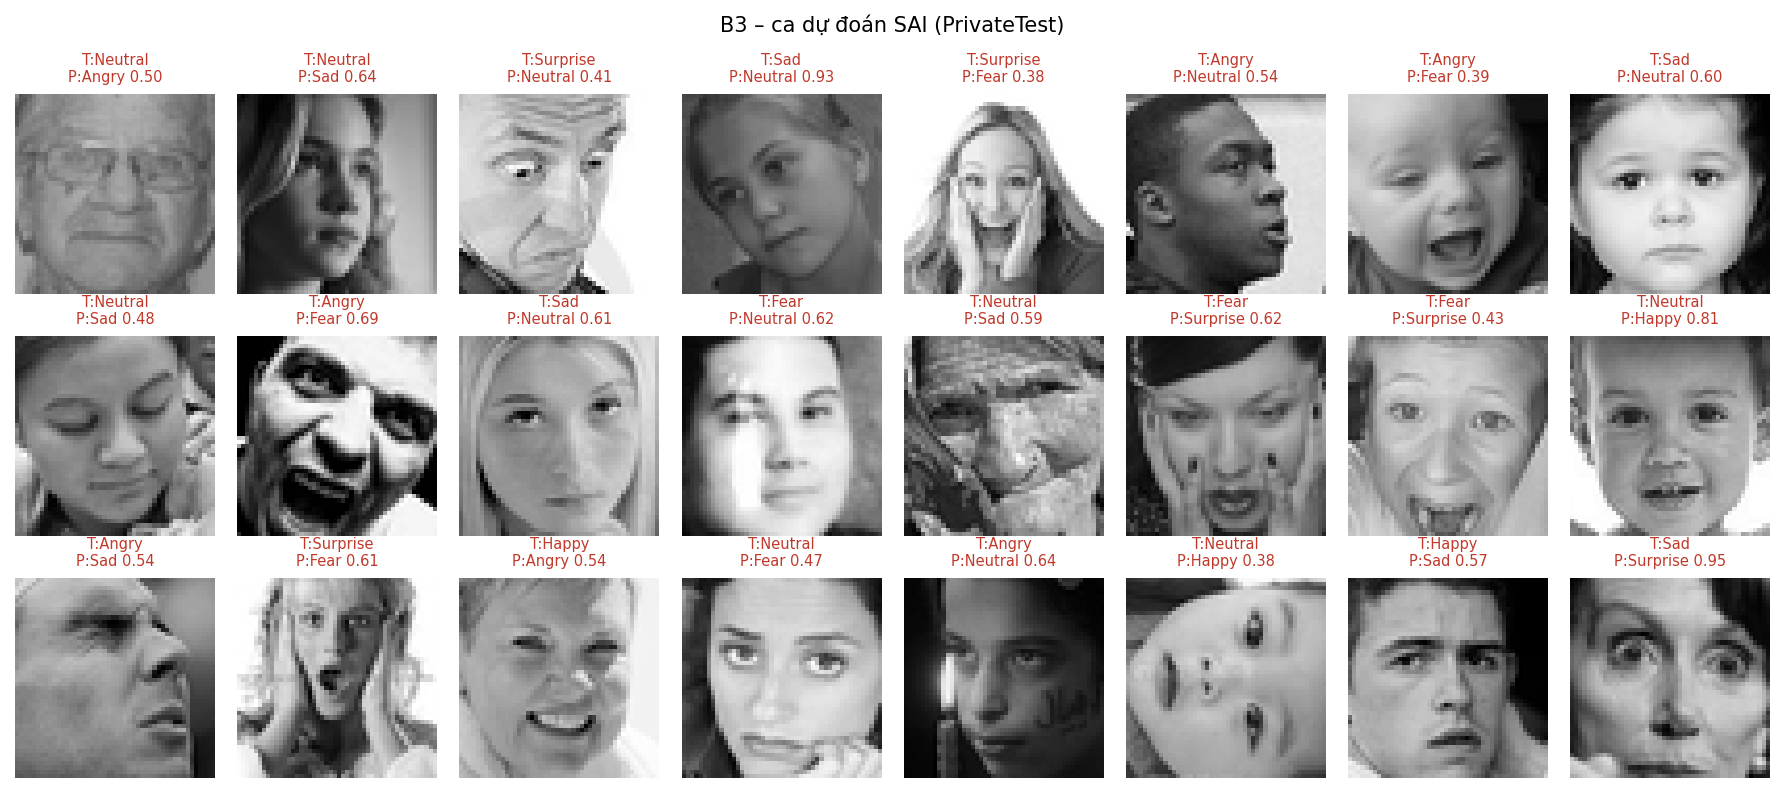 B3 – ca dự đoán SAI (PrivateTest)
T:Neutral
P:Angry 0.50
T:Neutral
P:Sad 0.64
T:Surprise
P:Neutral 0.41
T:Sad
P:Neutral 0.93
T:Surprise
P:Fear 0.38
T:Angry
P:Neutral 0.54
T:Angry
P:Fear 0.39
T:Sad
P:Neutral 0.60
T:Neutral
P:Sad 0.48
T:Angry
P:Fear 0.69
T:Sad
P:Neutral 0.61
T:Fear
P:Neutral 0.62
T:Neutral
P:Sad 0.59
T:Fear
P:Surprise 0.62
T:Fear
P:Surprise 0.43
T:Neutral
P:Happy 0.81
T:Angry
P:Sad 0.54
T:Surprise
P:Fear 0.61
T:Happy
P:Angry 0.54
T:Neutral
P:Fear 0.47
T:Angry
P:Neutral 0.64
T:Neutral
P:Happy 0.38
T:Happy
P:Sad 0.57
T:Sad
P:Surprise 0.95